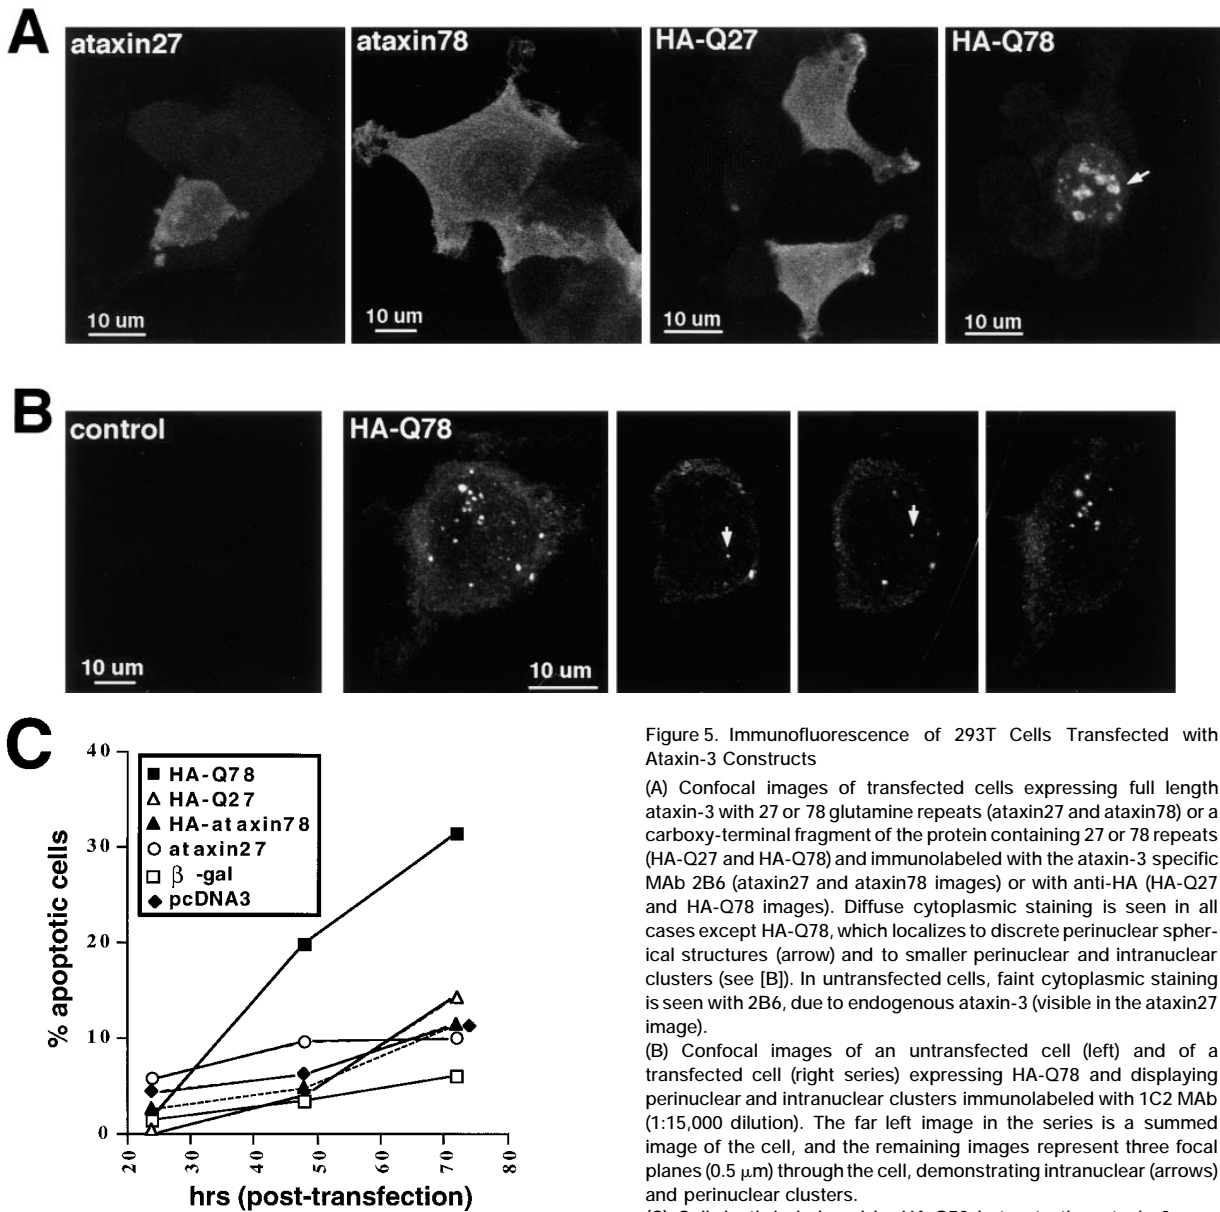 A
ataxin27
ataxin78
HA-Q27
HA-Q78
10 um
10 um
10 um
10 um
B
control
HA-Q78
10 um
10 um
C
% apoptotic cells
40
30
20
10
0
HA-Q78
HA-Q27
HA-ataxin78
ataxin27
β -gal
pcDNA3
20
30
40
50
60
70
80
hrs (post-transfection)
Figure 5. Immunofluorescence of 293T Cells Transfected with
Ataxin-3 Constructs
(A) Confocal images of transfected cells expressing full length
ataxin-3 with 27 or 78 glutamine repeats (ataxin27 and ataxin78) or a
carboxy-terminal fragment of the protein containing 27 or 78 repeats
(HA-Q27 and HA-Q78) and immunolabeled with the ataxin-3 specific
MAb 2B6 (ataxin27 and ataxin78 images) or with anti-HA (HA-Q27
and HA-Q78 images). Diffuse cytoplasmic staining is seen in all
cases except HA-Q78, which localizes to discrete perinuclear spher-
ical structures (arrow) and to smaller perinuclear and intranuclear
clusters (see [B]). In untransfected cells, faint cytoplasmic staining
is seen with 2B6, due to endogenous ataxin-3 (visible in the ataxin27
image).
(B) Confocal images of an untransfected cell (left) and of a
transfected cell (right series) expressing HA-Q78 and displaying
perinuclear and intranuclear clusters immunolabeled with 1C2 MAb
(1:15,000 dilution). The far left image in the series is a summed
image of the cell, and the remaining images represent three focal
planes (0.5 μm) through the cell, demonstrating intranuclear (arrows)
and perinuclear clusters.